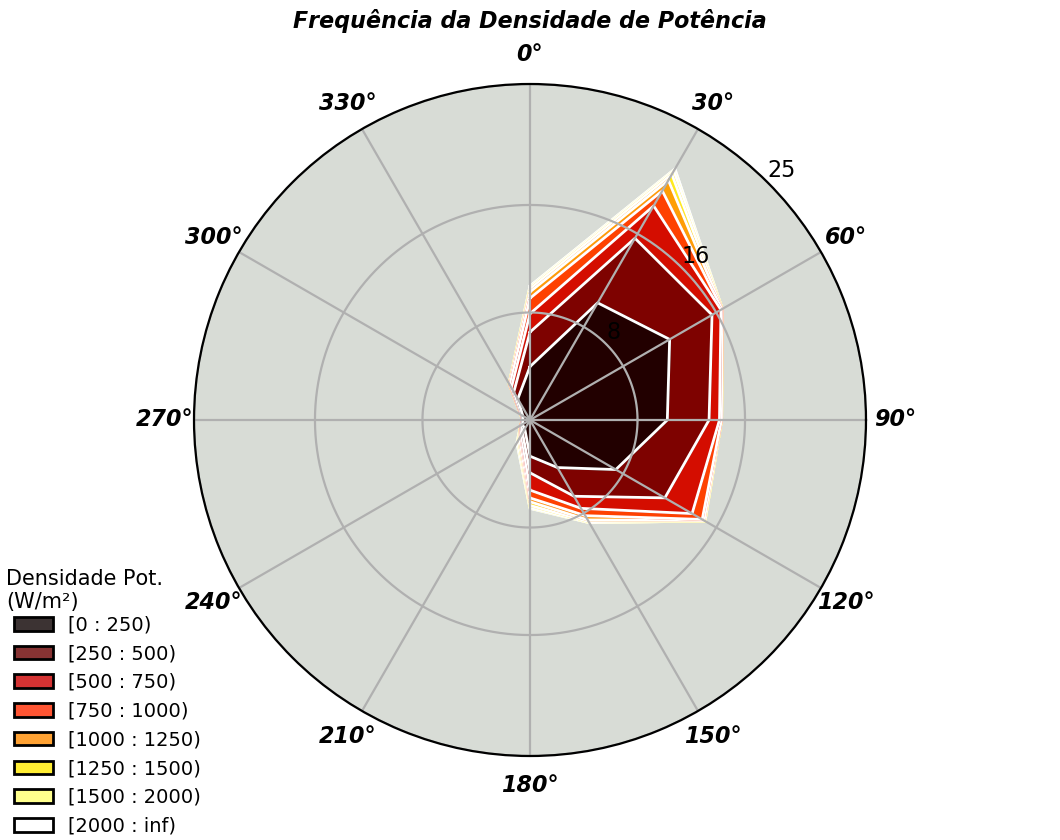 Frequência da Densidade de Potência
0°
330°
30°
25
300°
60°
16
8
270°
90°
240°
120°
210°
150°
180°
Densidade Pot.
(W/m²)
[0 : 250)
[250 : 500)
[500 : 750)
[750 : 1000)
[1000 : 1250)
[1250 : 1500)
[1500 : 2000)
[2000 : inf)